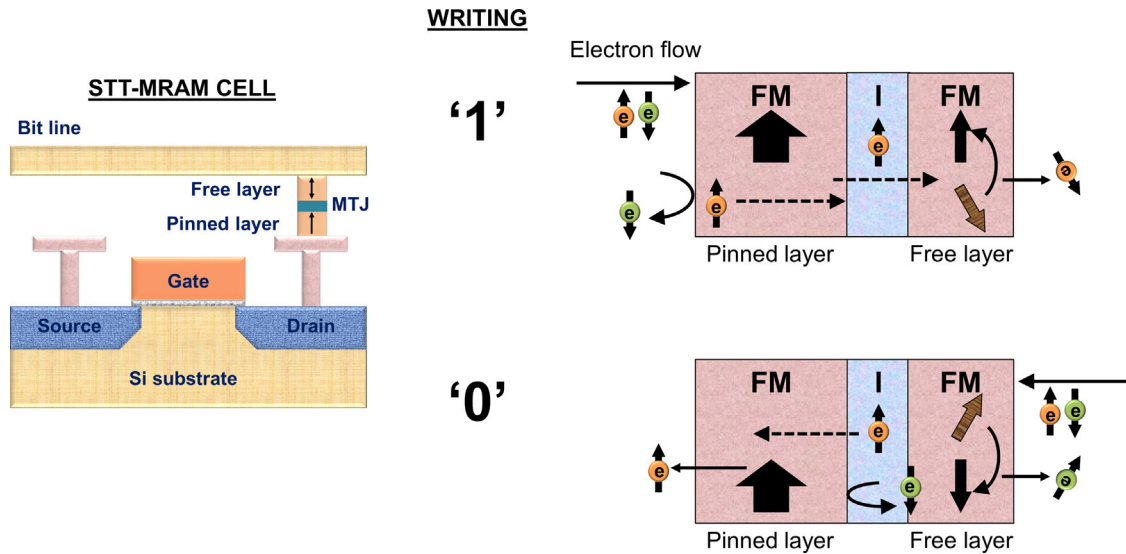 WRITING
STT-MRAM CELL
Bit line
Free layer
MTJ
Pinned layer
Gate
Source
Drain
Si substrate
‘1’
Electron flow
FM
I
FM
e
e
e
e
e
e
Pinned layer
Free layer
‘0’
FM
I
FM
e
e
e
e
e
e
Pinned layer
Free layer